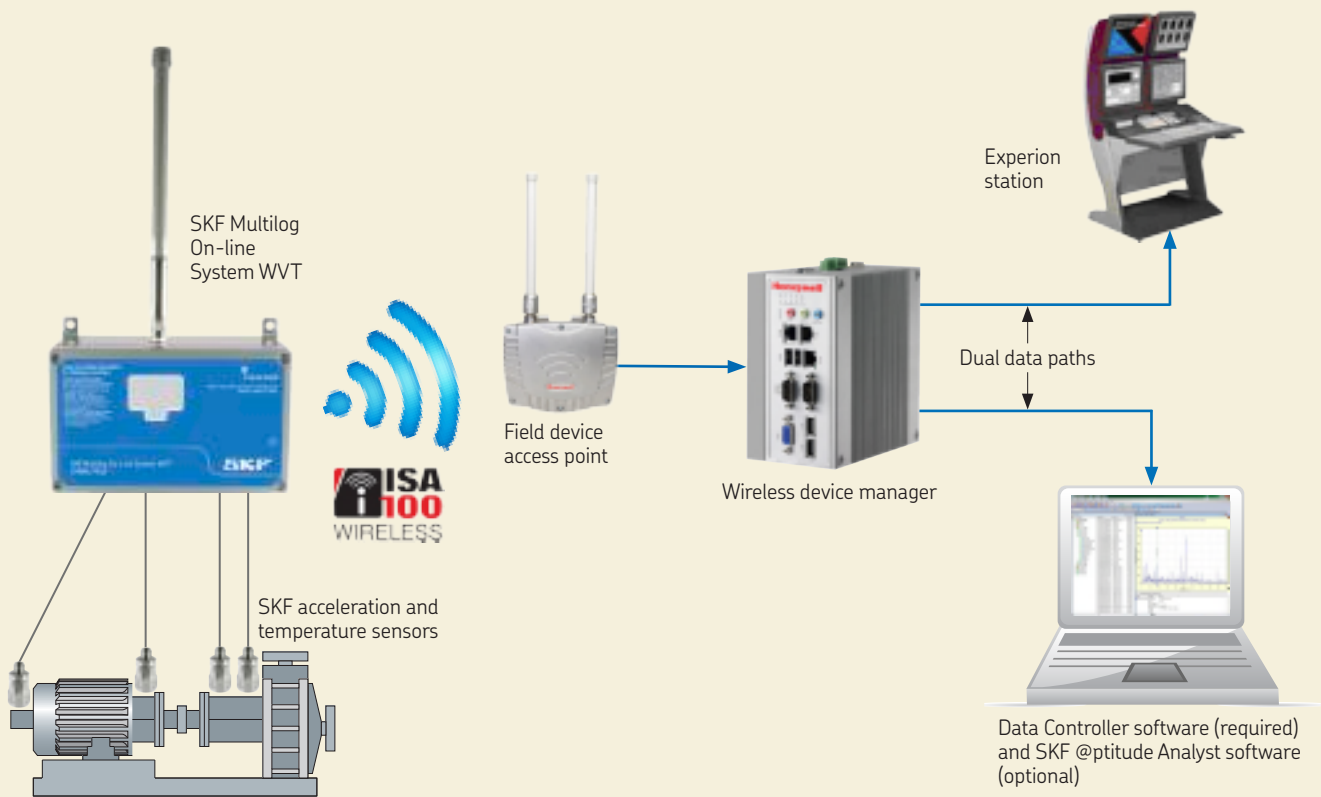 Experion
station
SKF Multilog
On-line
System WVT
Honeywell
Dual data paths
Field device
access point
Wireless device manager
SKF
ISA
100
WIRELESS
SKF acceleration and
temperature sensors
Data Controller software (required)
and SKF @ptitude Analyst software
(optional)